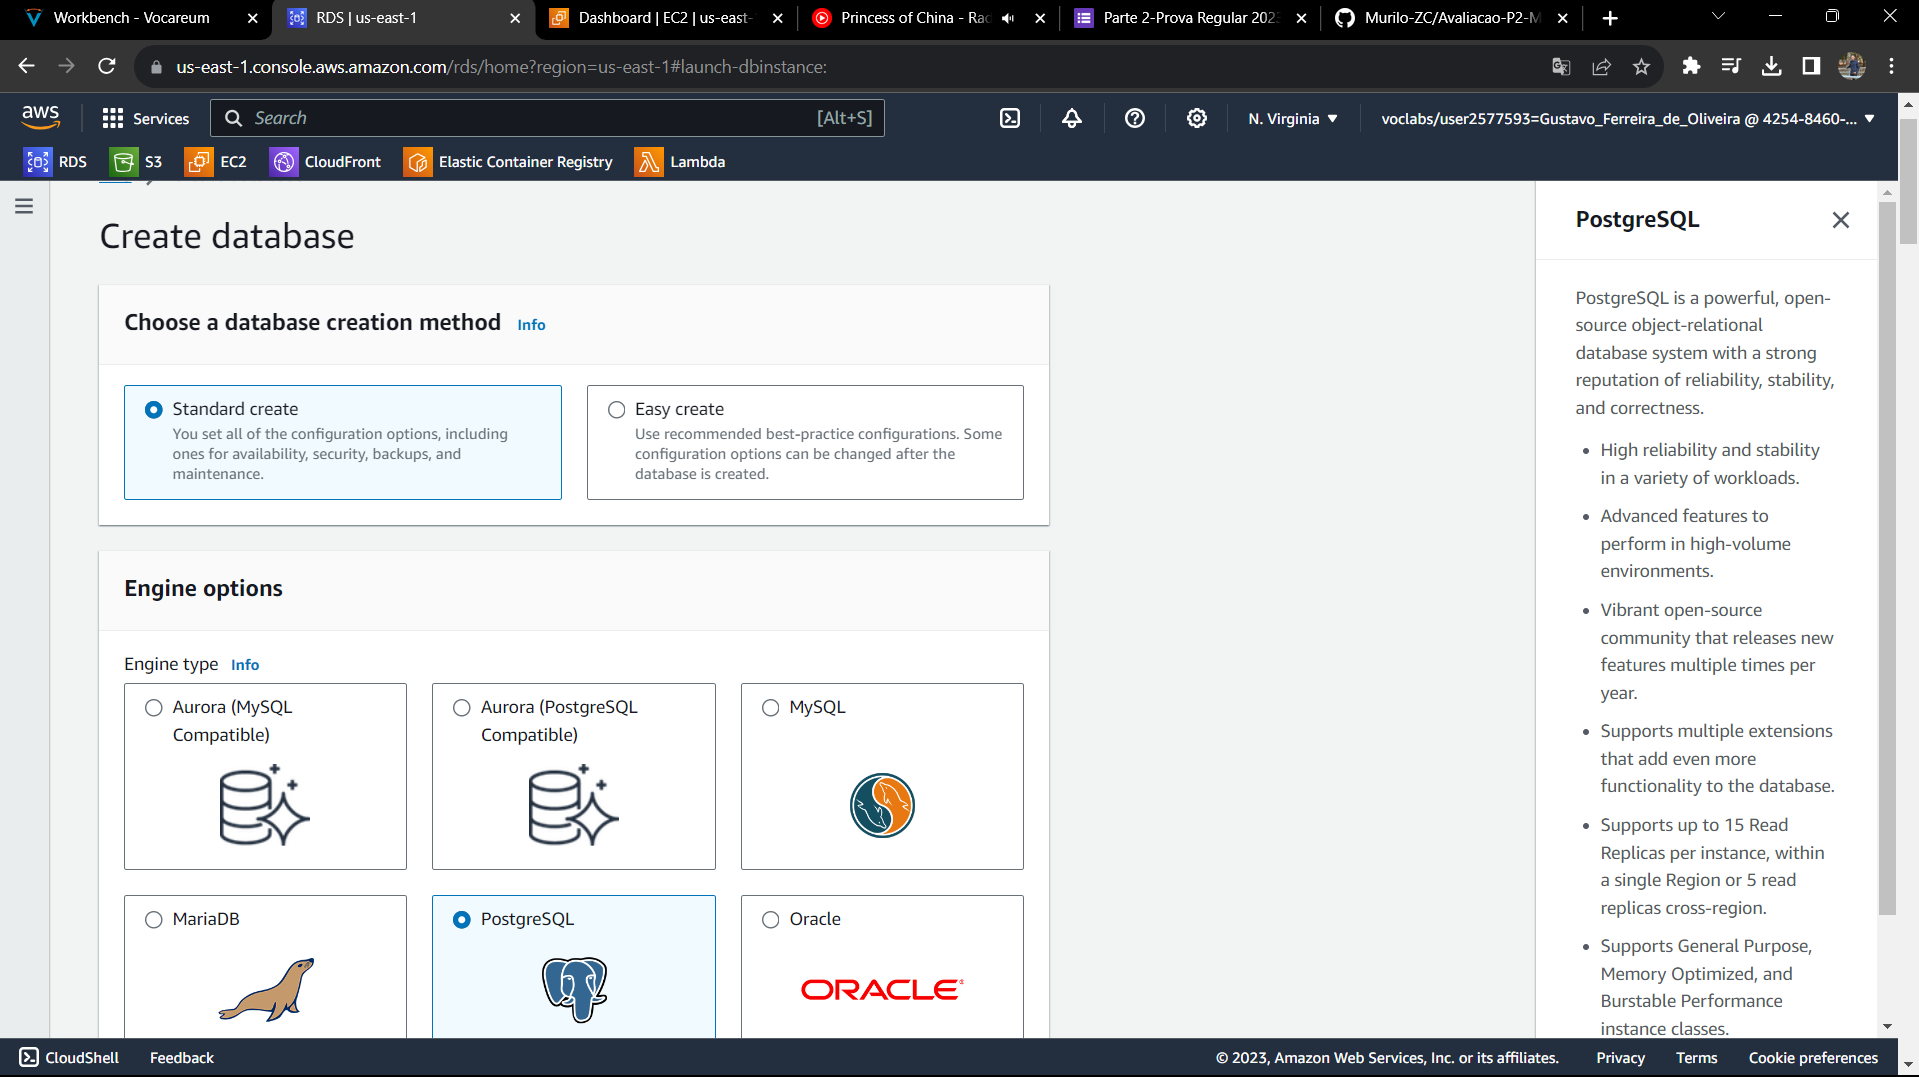 Workbench - Vocareum
RDS | us-east-1
Dashboard | EC2 | us-east-
Princess of China - Rad
Parte 2-Prova Regular 2023
Murilo-ZC/Avaliacao-P2-M
us-east-1.console.aws.amazon.com/rds/home?region=us-east-1#launch-dbinstance:
aws
Services
Search
[Alt+S]
N. Virginia
voclabs/user2577593=Gustavo_Ferreira_de_Oliveira @ 4254-8460-...
RDS
S3
EC2
CloudFront
Elastic Container Registry
Lambda
Create database
Choose a database creation method Info
Standard create
You set all of the configuration options, including
ones for availability, security, backups, and
maintenance.
Easy create
Use recommended best-practice configurations. Some
configuration options can be changed after the
database is created.
Engine options
Engine type Info
Aurora (MySQL
Compatible)
Aurora (PostgreSQL
Compatible)
MySQL
MariaDB
PostgreSQL
Oracle
ORACLE
PostgreSQL
PostgreSQL is a powerful, open-
source object-relational
database system with a strong
reputation of reliability, stability,
and correctness.
• High reliability and stability
in a variety of workloads.
• Advanced features to
perform in high-volume
environments.
• Vibrant open-source
community that releases new
features multiple times per
year.
• Supports multiple extensions
that add even more
functionality to the database.
• Supports up to 15 Read
Replicas per instance, within
a single Region or 5 read
replicas cross-region.
• Supports General Purpose,
Memory Optimized, and
Burstable Performance
instance classes.
CloudShell
Feedback
© 2023, Amazon Web Services, Inc. or its affiliates.
Privacy
Terms
Cookie preferences